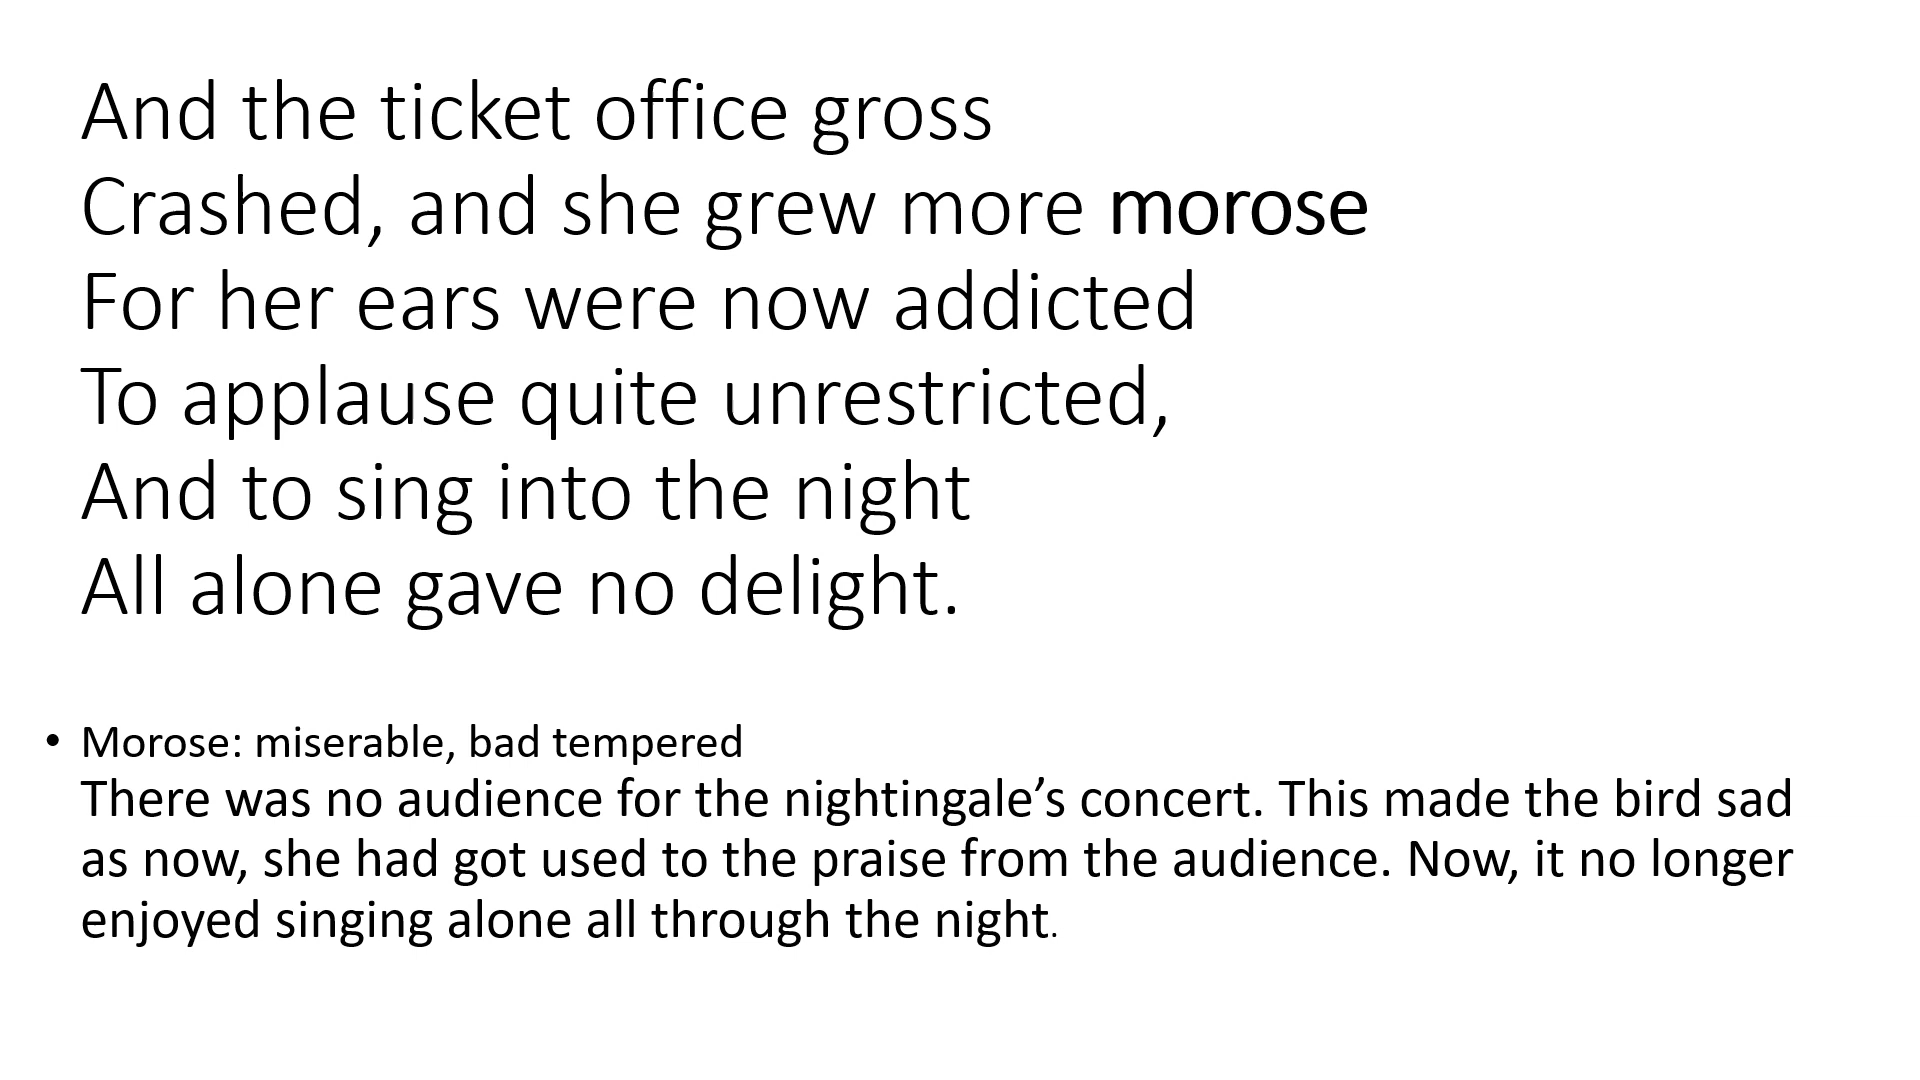 And the ticket office gross
Crashed, and she grew more morose
For her ears were now addicted
To applause quite unrestricted,
And to sing into the night
All alone gave no delight.
• Morose: miserable, bad tempered
There was no audience for the nightingale’s concert. This made the bird sad
as now, she had got used to the praise from the audience. Now, it no longer
enjoyed singing alone all through the night.